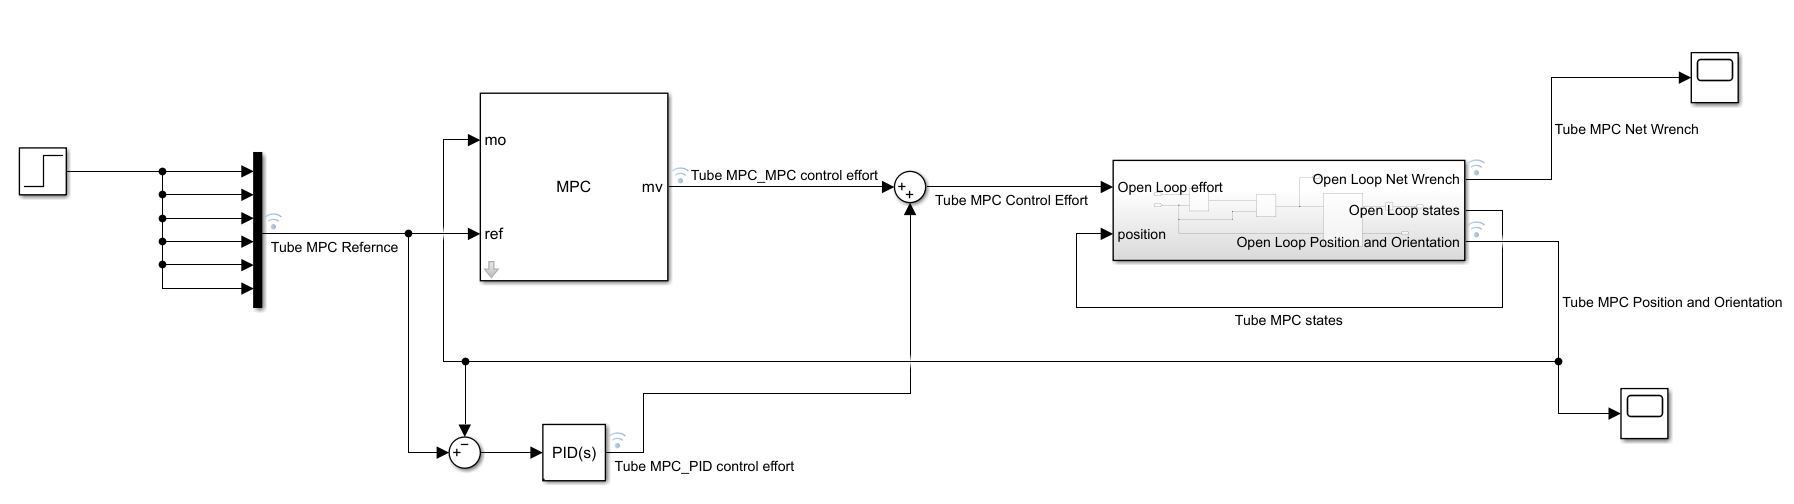 Tube MPC Net Wrench
mo
MPC
mv
Tube MPC_MPC control effort
ref
Tube MPC Refernce
+
+
Tube MPC Control Effort
Open Loop effort
position
Open Loop Net Wrench
Open Loop states
Open Loop Position and Orientation
Tube MPC states
Tube MPC Position and Orientation
−
+
PID(s)
Tube MPC_PID control effort